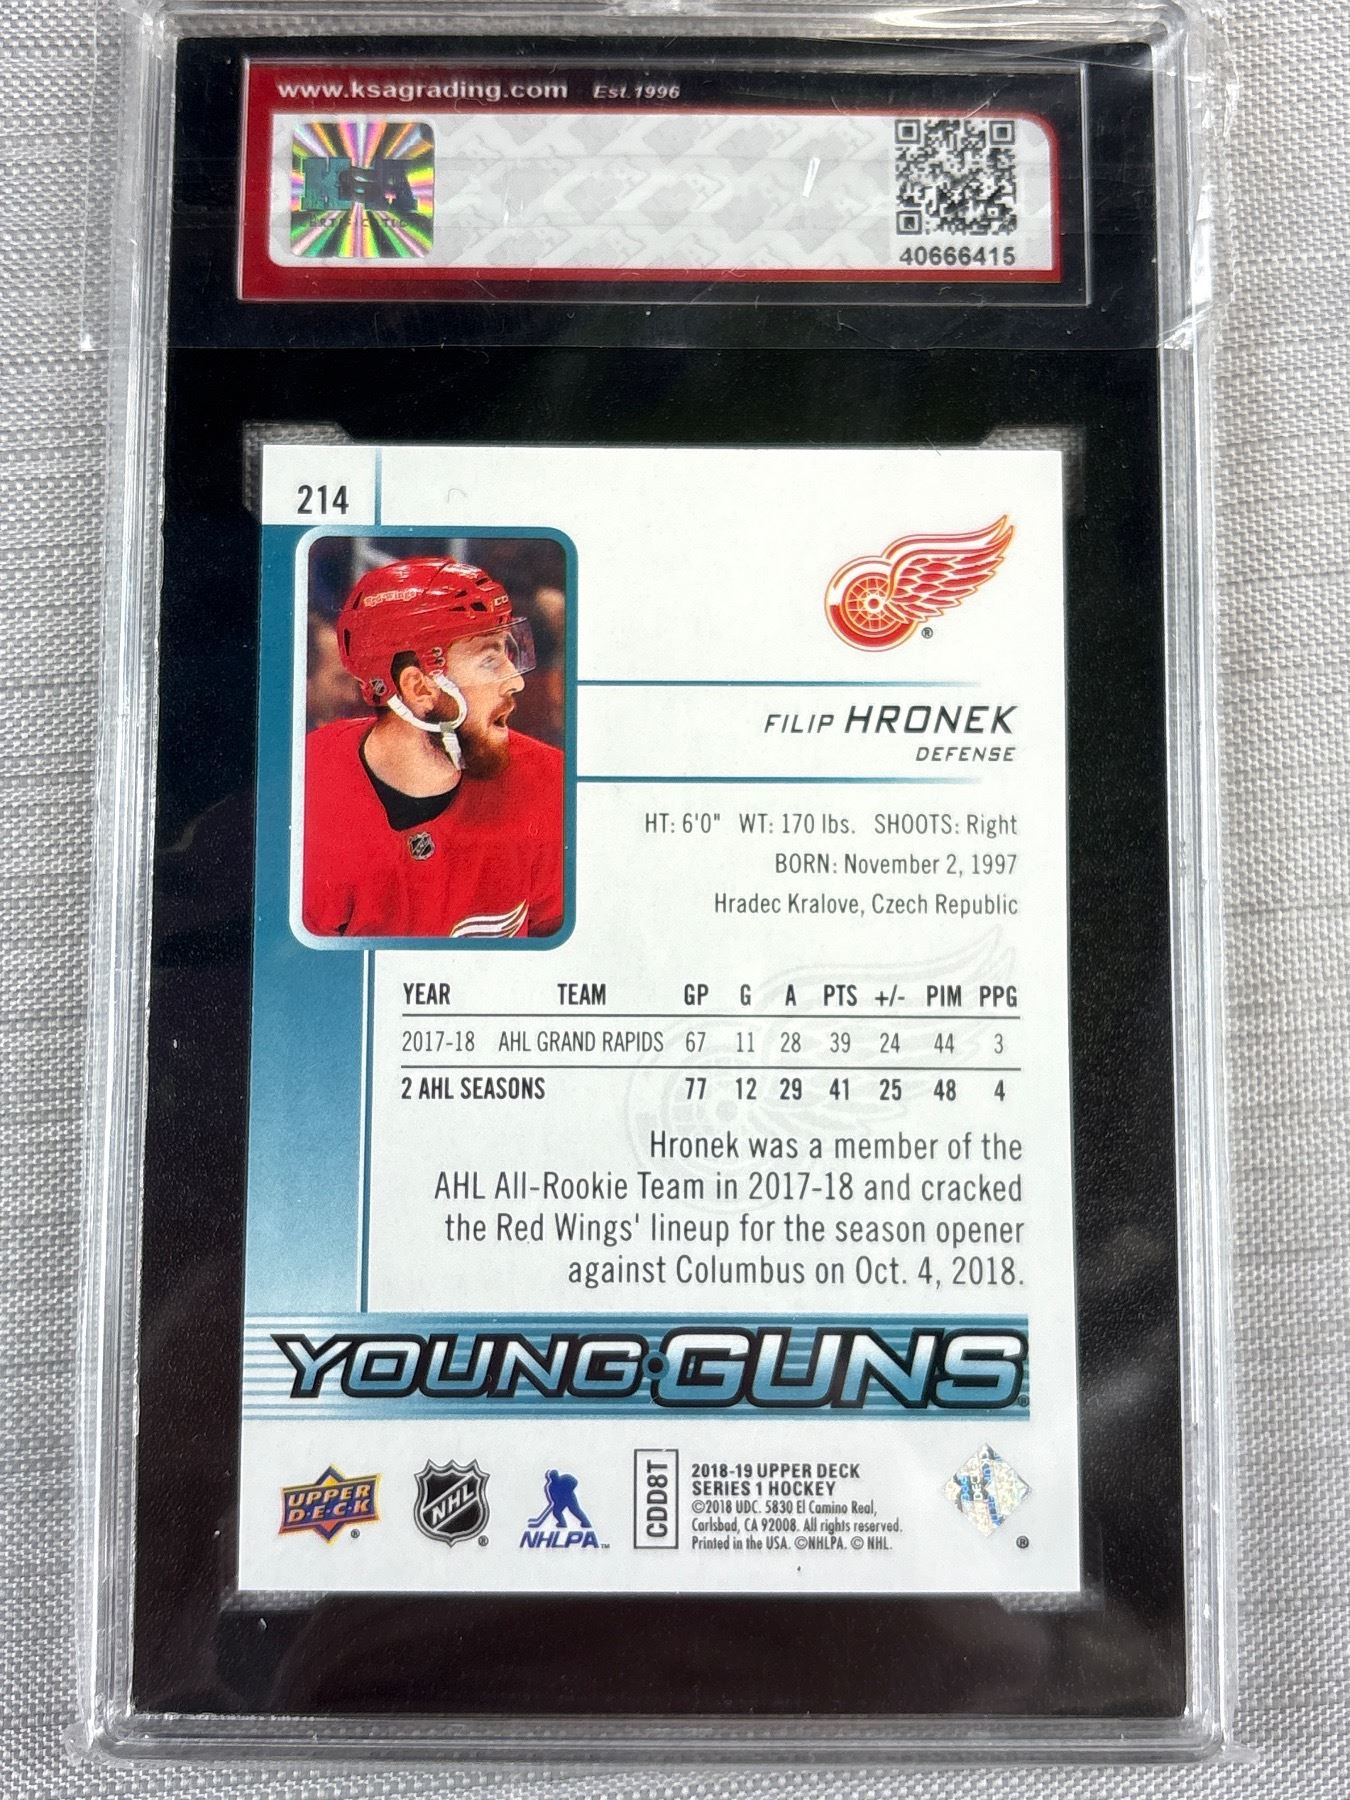 www.ksagrading.com Est. 1996
KSA
40666415
214
Red Wings
®
FILIP HRONEK
DEFENSE
HT: 6'0" WT: 170 lbs. SHOOTS: Right
BORN: November 2, 1997
Hradec Kralove, Czech Republic
YEAR TEAM GP G A PTS +/- PIM PPG
2017-18 AHL GRAND RAPIDS 67 11 28 39 24 44 3
2 AHL SEASONS 77 12 29 41 25 48 4
Hronek was a member of the
AHL All-Rookie Team in 2017-18 and cracked
the Red Wings' lineup for the season opener
against Columbus on Oct. 4, 2018.
YOUNG·GUNS®
UPPER
D·E·C·K
®
NHL
®
NHLPA™
CDD8T
2018-19 UPPER DECK
SERIES 1 HOCKEY
©2018 UDC. 5830 El Camino Real,
Carlsbad, CA 92008. All rights reserved.
Printed in the USA. ©NHLPA. © NHL.
®